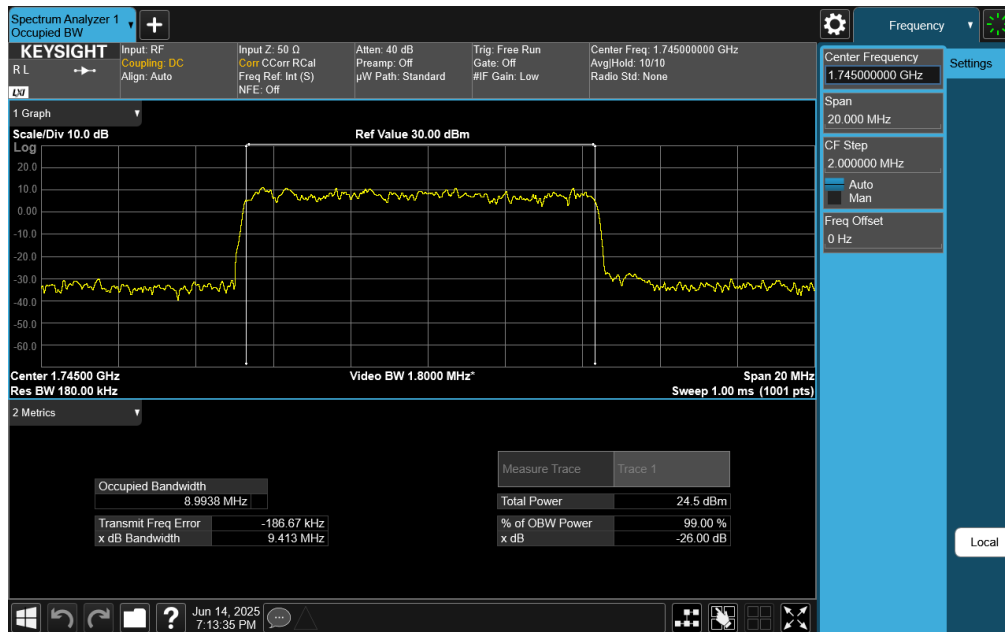 Spectrum Analyzer 1
Occupied BW
Frequency
KEYSIGHT
R L
LXI
Input: RF
Coupling: DC
Align: Auto
Input Z: 50 Ω
Corr CCorr RCal
Freq Ref: Int (S)
NFE: Off
Atten: 40 dB
Preamp: Off
µW Path: Standard
Trig: Free Run
Gate: Off
#IF Gain: Low
Center Freq: 1.745000000 GHz
Avg|Hold: 10/10
Radio Std: None
Center Frequency
1.745000000 GHz
Settings
Span
20.000 MHz
CF Step
2.000000 MHz
Auto
Man
Freq Offset
0 Hz
Local
1 Graph
Scale/Div 10.0 dB
Ref Value 30.00 dBm
Log
20.0
10.0
0.00
-10.0
-20.0
-30.0
-40.0
-50.0
-60.0
Center 1.74500 GHz
Video BW 1.8000 MHz*
Span 20 MHz
Res BW 180.00 kHz
Sweep 1.00 ms (1001 pts)
2 Metrics
Measure Trace
Trace 1
Occupied Bandwidth
8.9938 MHz
Total Power
24.5 dBm
Transmit Freq Error
-186.67 kHz
% of OBW Power
99.00 %
x dB Bandwidth
9.413 MHz
x dB
-26.00 dB
?
Jun 14, 2025
7:13:35 PM